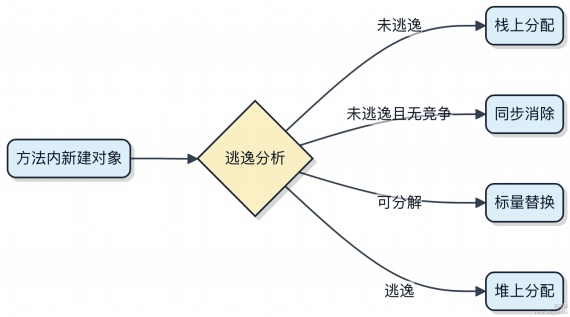 未逃逸
栈上分配
未逃逸且无竞争
同步消除
方法内新建对象
逃逸分析
可分解
标量替换
逃逸
堆上分配